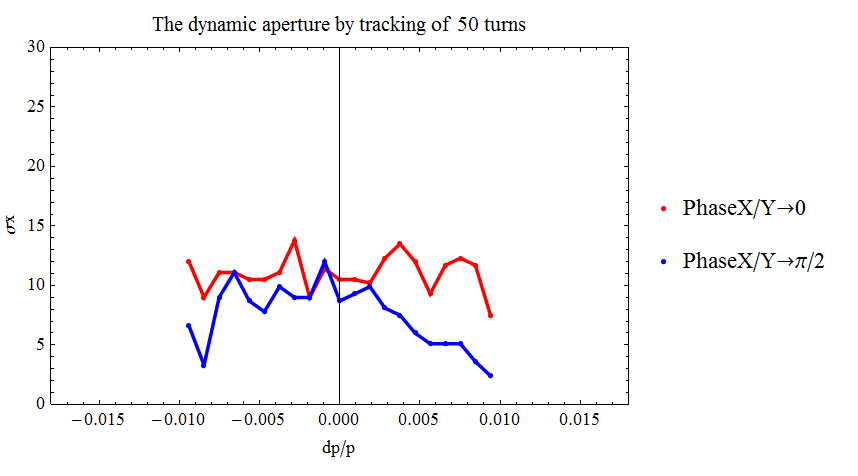 The dynamic aperture by tracking of 50 turns
30
25
20
15
10
5
0
σx
−0.015 −0.010 −0.005 0.000 0.005 0.010 0.015
dp/p
PhaseX/Y→0
PhaseX/Y→π/2